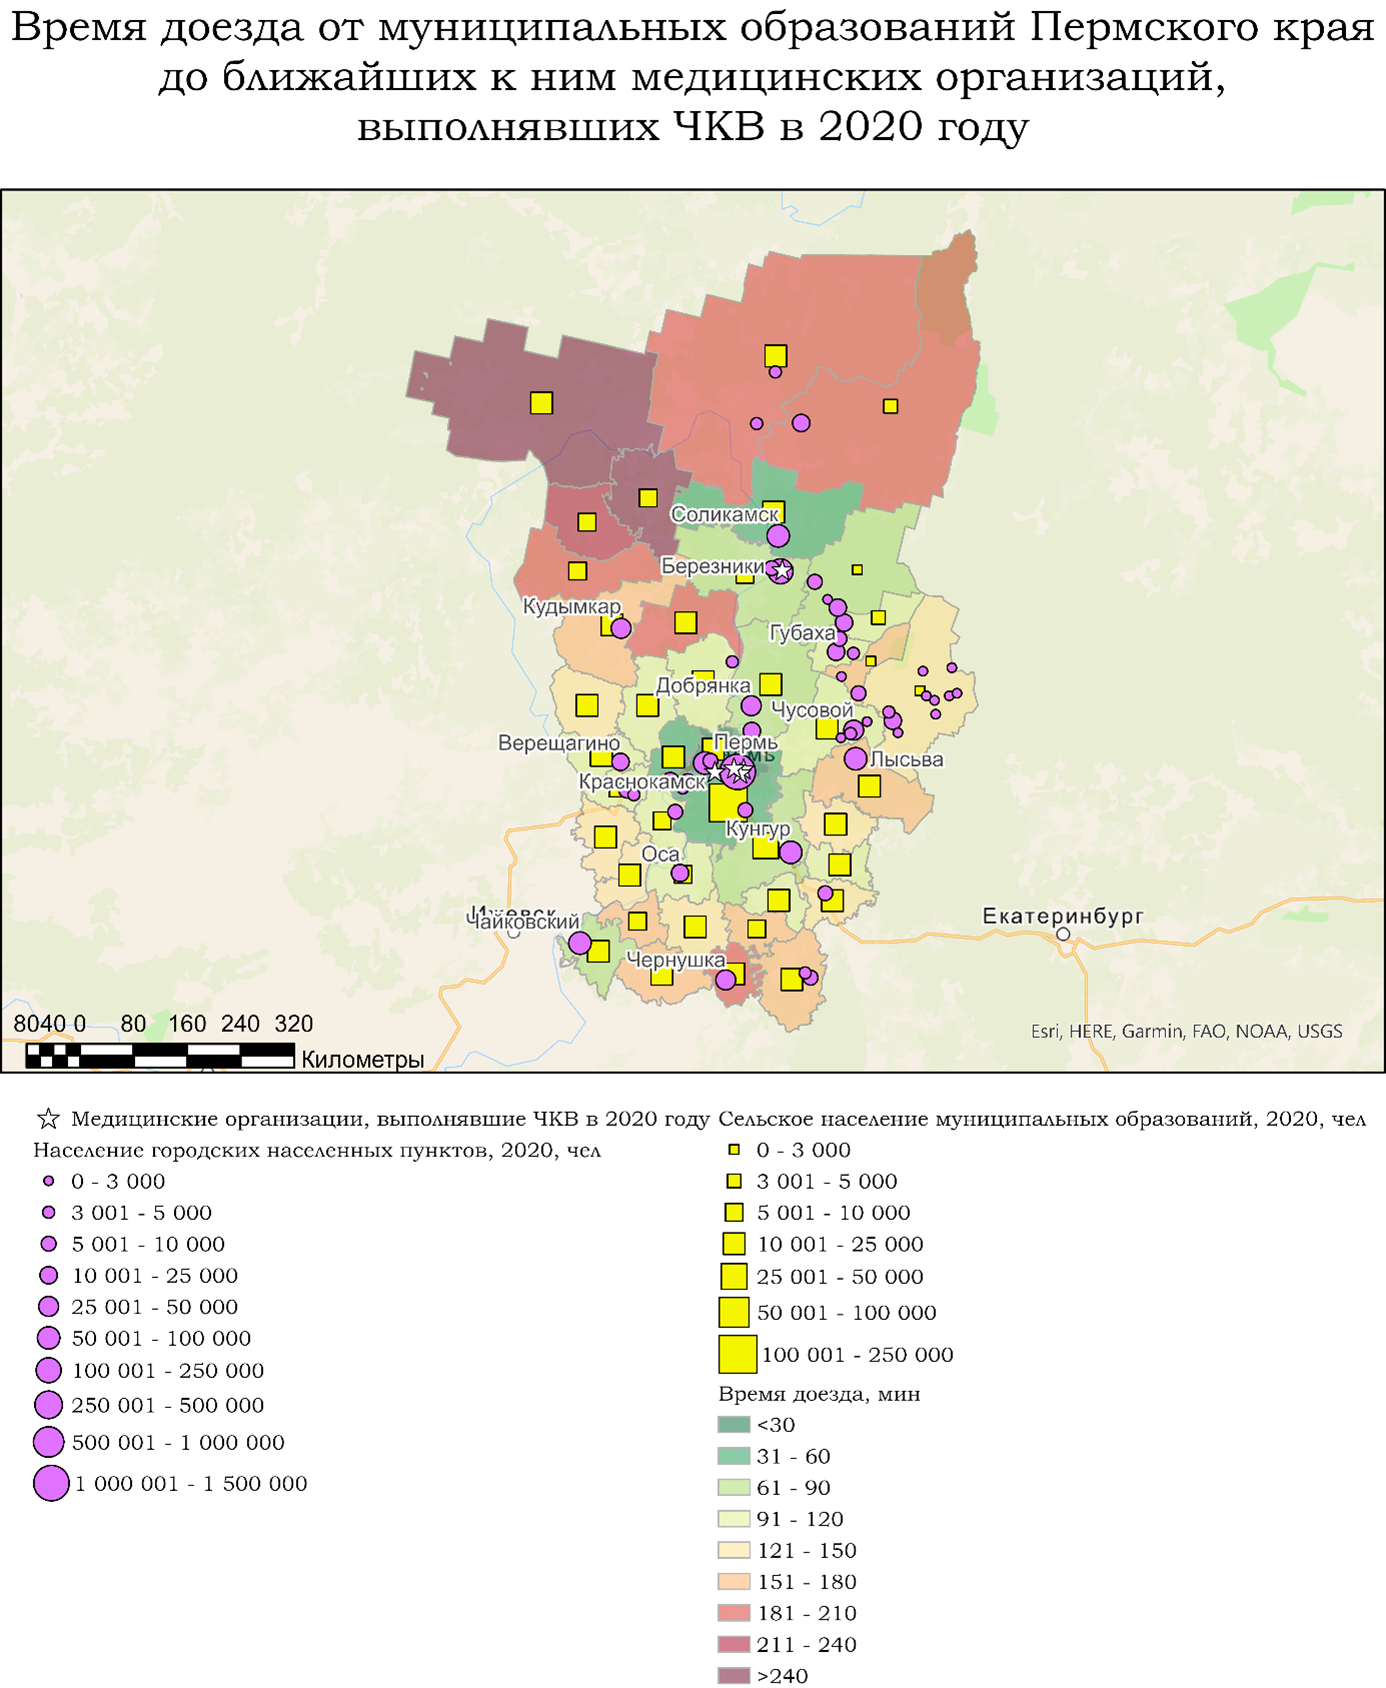 Время доезда от муниципальных образований Пермского края
до ближайших к ним медицинских организаций,
выполнявших ЧКВ в 2020 году
Соликамск
Березники
Кудымкар
Губаха
Добрянка
Чусовой
Верещагино
Пермь
Лысьва
Краснокамск
Кунгур
Оса
Ижевск
Чайковский
Екатеринбург
Чернушка
8040 0 80 160 240 320
Километры
Esri, HERE, Garmin, FAO, NOAA, USGS
Медицинские организации, выполнявшие ЧКВ в 2020 году
Население городских населенных пунктов, 2020, чел
0 - 3 000
3 001 - 5 000
5 001 - 10 000
10 001 - 25 000
25 001 - 50 000
50 001 - 100 000
100 001 - 250 000
250 001 - 500 000
500 001 - 1 000 000
1 000 001 - 1 500 000
Сельское население муниципальных образований, 2020, чел
0 - 3 000
3 001 - 5 000
5 001 - 10 000
10 001 - 25 000
25 001 - 50 000
50 001 - 100 000
100 001 - 250 000
Время доезда, мин
<30
31 - 60
61 - 90
91 - 120
121 - 150
151 - 180
181 - 210
211 - 240
>240